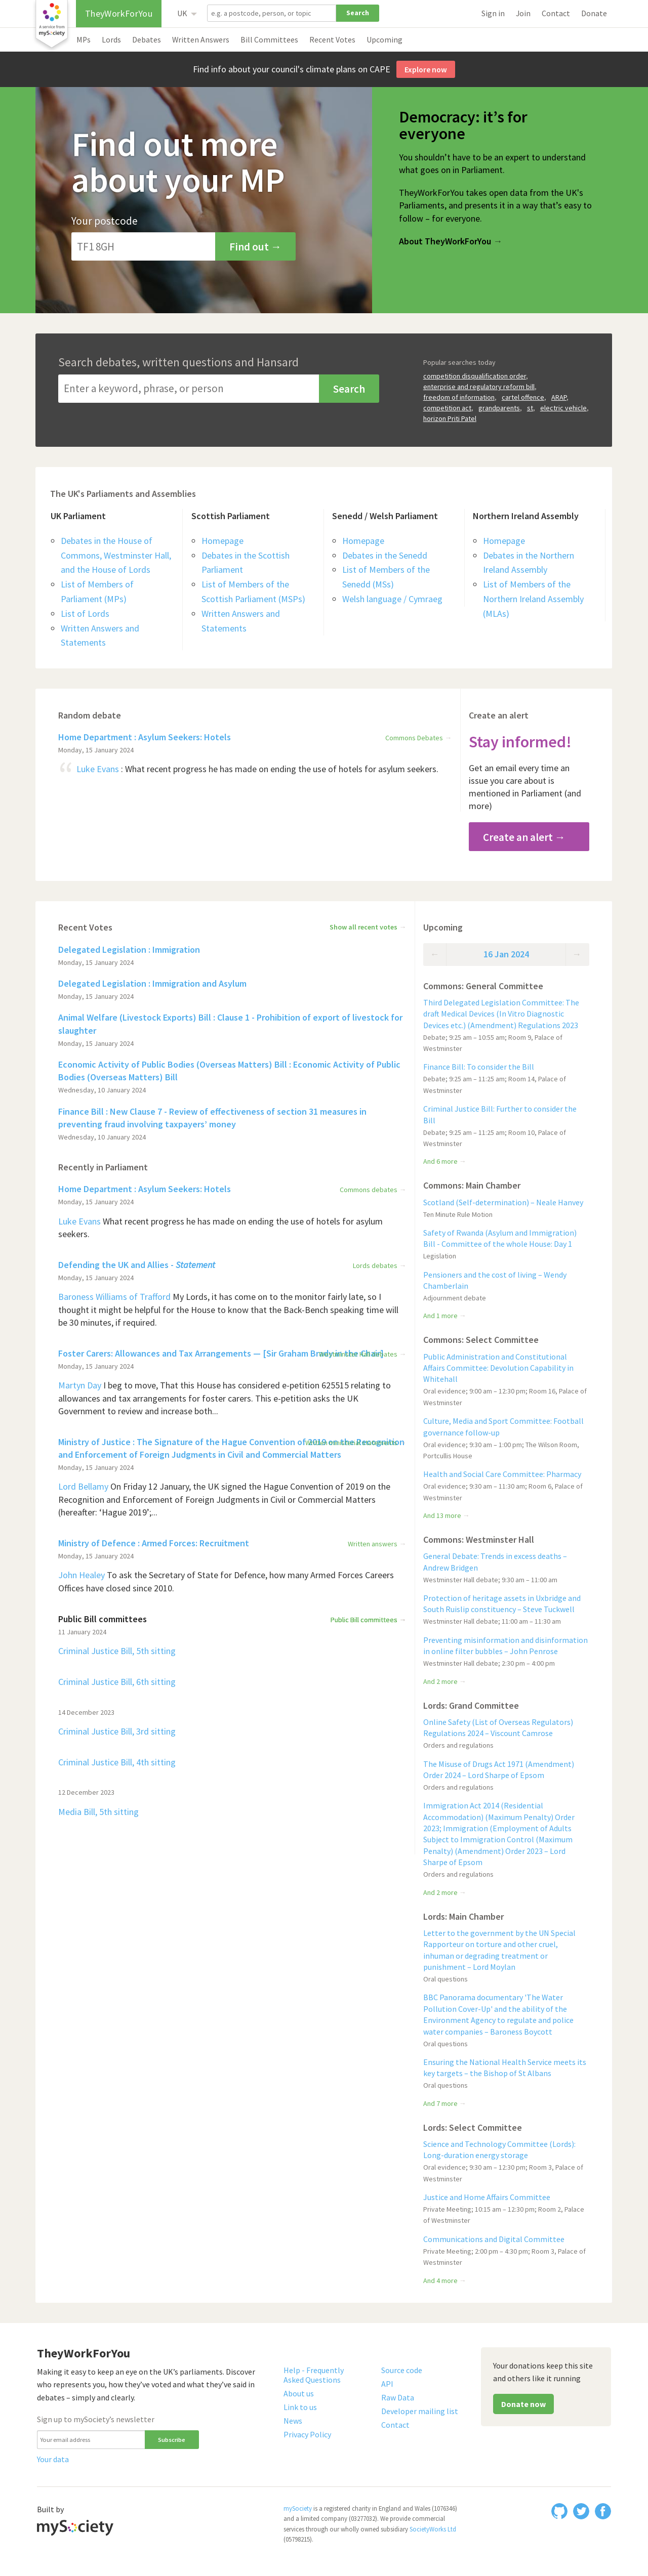 a service from
mySociety
TheyWorkForYou
UK
e.g. a postcode, person, or topic
Search
Sign in
Join
Contact
Donate
MPs
Lords
Debates
Written Answers
Bill Committees
Recent Votes
Upcoming
Find info about your council's climate plans on CAPE
Explore now
Find out more
about your MP
Your postcode
TF1 8GH
Find out →
Democracy: it’s for
everyone
You shouldn’t have to be an expert to understand
what goes on in Parliament.
TheyWorkForYou takes open data from the UK's
Parliaments, and presents it in a way that’s easy to
follow – for everyone.
About TheyWorkForYou →
Search debates, written questions and Hansard
Enter a keyword, phrase, or person
Search
Popular searches today
competition disqualification order,
enterprise and regulatory reform bill,
freedom of information, cartel offence, ARAP,
competition act, grandparents, st, electric vehicle,
horizon Priti Patel
The UK's Parliaments and Assemblies
UK Parliament
Debates in the House of
Commons, Westminster Hall,
and the House of Lords
List of Members of
Parliament (MPs)
List of Lords
Written Answers and
Statements
Scottish Parliament
Homepage
Debates in the Scottish
Parliament
List of Members of the
Scottish Parliament (MSPs)
Written Answers and
Statements
Senedd / Welsh Parliament
Homepage
Debates in the Senedd
List of Members of the
Senedd (MSs)
Welsh language / Cymraeg
Northern Ireland Assembly
Homepage
Debates in the Northern
Ireland Assembly
List of Members of the
Northern Ireland Assembly
(MLAs)
Random debate
Home Department : Asylum Seekers: Hotels
Commons Debates →
Monday, 15 January 2024
“ Luke Evans : What recent progress he has made on ending the use of hotels for asylum seekers.
Create an alert
Stay informed!
Get an email every time an
issue you care about is
mentioned in Parliament (and
more)
Create an alert →
Recent Votes
Show all recent votes →
Delegated Legislation : Immigration
Monday, 15 January 2024
Delegated Legislation : Immigration and Asylum
Monday, 15 January 2024
Animal Welfare (Livestock Exports) Bill : Clause 1 - Prohibition of export of livestock for
slaughter
Monday, 15 January 2024
Economic Activity of Public Bodies (Overseas Matters) Bill : Economic Activity of Public
Bodies (Overseas Matters) Bill
Wednesday, 10 January 2024
Finance Bill : New Clause 7 - Review of effectiveness of section 31 measures in
preventing fraud involving taxpayers’ money
Wednesday, 10 January 2024
Recently in Parliament
Home Department : Asylum Seekers: Hotels
Commons debates →
Monday, 15 January 2024
Luke Evans What recent progress he has made on ending the use of hotels for asylum
seekers.
Defending the UK and Allies - Statement
Lords debates →
Monday, 15 January 2024
Baroness Williams of Trafford My Lords, it has come on to the monitor fairly late, so I
thought it might be helpful for the House to know that the Back-Bench speaking time will
be 30 minutes, if required.
Foster Carers: Allowances and Tax Arrangements — [Sir Graham Brady in the Chair]
Monday, 15 January 2024
Martyn Day I beg to move, That this House has considered e-petition 625515 relating to
allowances and tax arrangements for foster carers. This e-petition asks the UK
Government to review and increase both...
Ministry of Justice : The Signature of the Hague Convention of 2019 on the Recognition
and Enforcement of Foreign Judgments in Civil and Commercial Matters
Monday, 15 January 2024
Lord Bellamy On Friday 12 January, the UK signed the Hague Convention of 2019 on the
Recognition and Enforcement of Foreign Judgments in Civil or Commercial Matters
(hereafter: ‘Hague 2019’;...
Ministry of Defence : Armed Forces: Recruitment
Written answers →
Monday, 15 January 2024
John Healey To ask the Secretary of State for Defence, how many Armed Forces Careers
Offices have closed since 2010.
Public Bill committees
Public Bill committees →
11 January 2024
Criminal Justice Bill, 5th sitting
Criminal Justice Bill, 6th sitting
14 December 2023
Criminal Justice Bill, 3rd sitting
Criminal Justice Bill, 4th sitting
12 December 2023
Media Bill, 5th sitting
Upcoming
← 16 Jan 2024 →
Commons: General Committee
Third Delegated Legislation Committee: The
draft Medical Devices (In Vitro Diagnostic
Devices etc.) (Amendment) Regulations 2023
Debate; 9:25 am – 10:55 am; Room 9, Palace of
Westminster
Finance Bill: To consider the Bill
Debate; 9:25 am – 11:25 am; Room 14, Palace of
Westminster
Criminal Justice Bill: Further to consider the
Bill
Debate; 9:25 am – 11:25 am; Room 10, Palace of
Westminster
And 6 more →
Commons: Main Chamber
Scotland (Self-determination) – Neale Hanvey
Ten Minute Rule Motion
Safety of Rwanda (Asylum and Immigration)
Bill - Committee of the whole House: Day 1
Legislation
Pensioners and the cost of living – Wendy
Chamberlain
Adjournment debate
And 1 more →
Commons: Select Committee
Public Administration and Constitutional
Affairs Committee: Devolution Capability in
Whitehall
Oral evidence; 9:00 am – 12:30 pm; Room 16, Palace of
Westminster
Culture, Media and Sport Committee: Football
governance follow-up
Oral evidence; 9:30 am – 1:00 pm; The Wilson Room,
Portcullis House
Health and Social Care Committee: Pharmacy
Oral evidence; 9:30 am – 11:30 am; Room 6, Palace of
Westminster
And 13 more →
Commons: Westminster Hall
General Debate: Trends in excess deaths –
Andrew Bridgen
Westminster Hall debate; 9:30 am – 11:00 am
Protection of heritage assets in Uxbridge and
South Ruislip constituency – Steve Tuckwell
Westminster Hall debate; 11:00 am – 11:30 am
Preventing misinformation and disinformation
in online filter bubbles – John Penrose
Westminster Hall debate; 2:30 pm – 4:00 pm
And 2 more →
Lords: Grand Committee
Online Safety (List of Overseas Regulators)
Regulations 2024 – Viscount Camrose
Orders and regulations
The Misuse of Drugs Act 1971 (Amendment)
Order 2024 – Lord Sharpe of Epsom
Orders and regulations
Immigration Act 2014 (Residential
Accommodation) (Maximum Penalty) Order
2023; Immigration (Employment of Adults
Subject to Immigration Control (Maximum
Penalty) (Amendment) Order 2023 – Lord
Sharpe of Epsom
Orders and regulations
And 2 more →
Lords: Main Chamber
Letter to the government by the UN Special
Rapporteur on torture and other cruel,
inhuman or degrading treatment or
punishment – Lord Moylan
Oral questions
BBC Panorama documentary 'The Water
Pollution Cover-Up' and the ability of the
Environment Agency to regulate and police
water companies – Baroness Boycott
Oral questions
Ensuring the National Health Service meets its
key targets – the Bishop of St Albans
Oral questions
And 7 more →
Lords: Select Committee
Science and Technology Committee (Lords):
Long-duration energy storage
Oral evidence; 9:30 am – 12:30 pm; Room 3, Palace of
Westminster
Justice and Home Affairs Committee
Private Meeting; 10:15 am – 12:30 pm; Room 2, Palace
of Westminster
Communications and Digital Committee
Private Meeting; 2:00 pm – 4:30 pm; Room 3, Palace of
Westminster
And 4 more →
TheyWorkForYou
Making it easy to keep an eye on the UK’s parliaments. Discover
who represents you, how they’ve voted and what they’ve said in
debates – simply and clearly.
Sign up to mySociety’s newsletter
Your email address
Subscribe
Your data
Help - Frequently
Asked Questions
About us
Link to us
News
Privacy Policy
Source code
API
Raw Data
Developer mailing list
Contact
Your donations keep this site
and others like it running
Donate now
Built by
mySociety
mySociety is a registered charity in England and Wales (1076346)
and a limited company (03277032). We provide commercial
services through our wholly owned subsidiary SocietyWorks Ltd
(05798215).